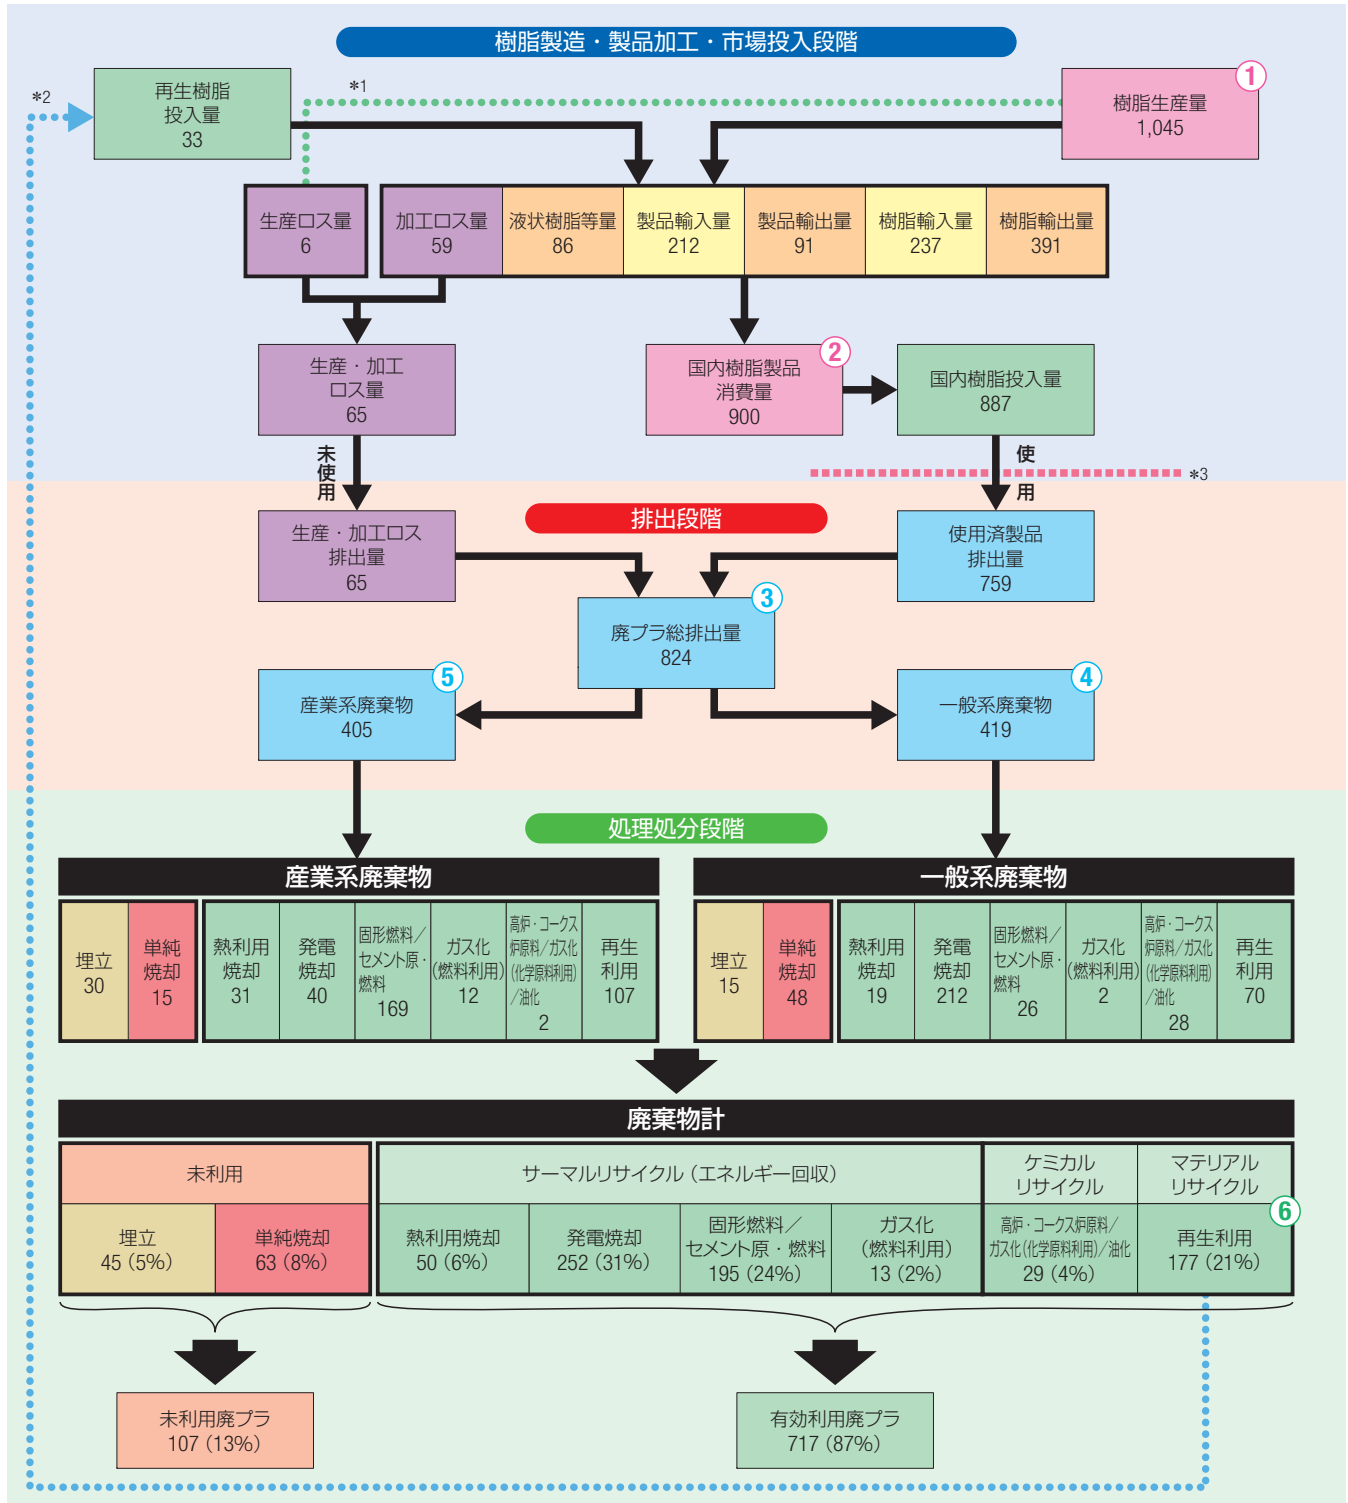 樹脂製造・製品加工・市場投入段階
*2
再生樹脂
投入量
33
*1
①
樹脂生産量
1,045
生産ロス量
6
加工ロス量
59
液状樹脂等量
86
製品輸入量
212
製品輸出量
91
樹脂輸入量
237
樹脂輸出量
391
生産・加工
ロス量
65
②
国内樹脂製品
消費量
900
国内樹脂投入量
887
未使用
使用
*3
排出段階
生産・加工ロス
排出量
65
使用済製品
排出量
759
③
廃プラ総排出量
824
⑤
産業系廃棄物
405
④
一般系廃棄物
419
処理処分段階
産業系廃棄物
埋立
30
単純
焼却
15
熱利用
焼却
31
発電
焼却
40
固形燃料/
セメント原・
燃料
169
ガス化
(燃料利用)
12
高炉・コークス
炉原料/ガス化
(化学原料利用)
/油化
2
再生
利用
107
一般系廃棄物
埋立
15
単純
焼却
48
熱利用
焼却
19
発電
焼却
212
固形燃料/
セメント原・
燃料
26
ガス化
(燃料利用)
2
高炉・コークス
炉原料/ガス化
(化学原料利用)
/油化
28
再生
利用
70
廃棄物計
未利用
サーマルリサイクル(エネルギー回収)
ケミカル
リサイクル
マテリアル
リサイクル
⑥
埋立
45 (5%)
単純焼却
63 (8%)
熱利用焼却
50 (6%)
発電焼却
252 (31%)
固形燃料/
セメント原・燃料
195 (24%)
ガス化
(燃料利用)
13 (2%)
高炉・コークス炉原料/
ガス化(化学原料利用)/油化
29 (4%)
再生利用
177 (21%)
未利用廃プラ
107 (13%)
有効利用廃プラ
717 (87%)